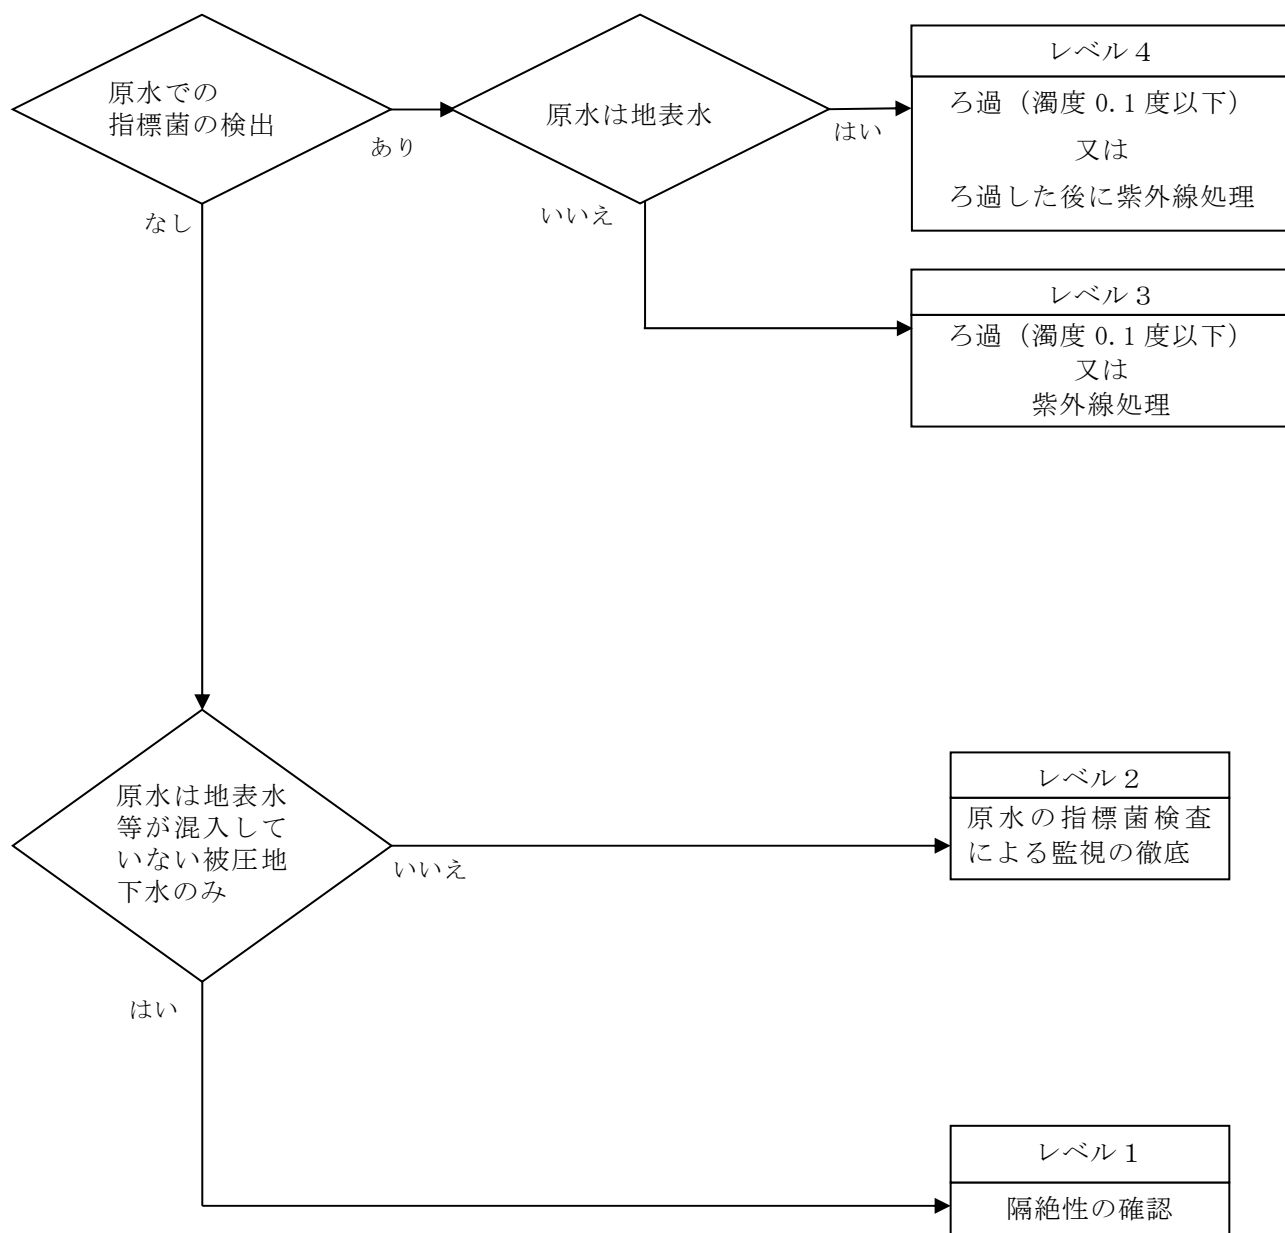 原水での
指標菌の検出
あり
なし
原水は地表水
はい
いいえ
レベル４
ろ過（濁度 0.1 度以下）
又は
ろ過した後に紫外線処理
レベル３
ろ過（濁度 0.1 度以下）
又は
紫外線処理
原水は地表水
等が混入して
いない被圧地
下水のみ
いいえ
はい
レベル２
原水の指標菌検査
による監視の徹底
レベル１
隔絶性の確認